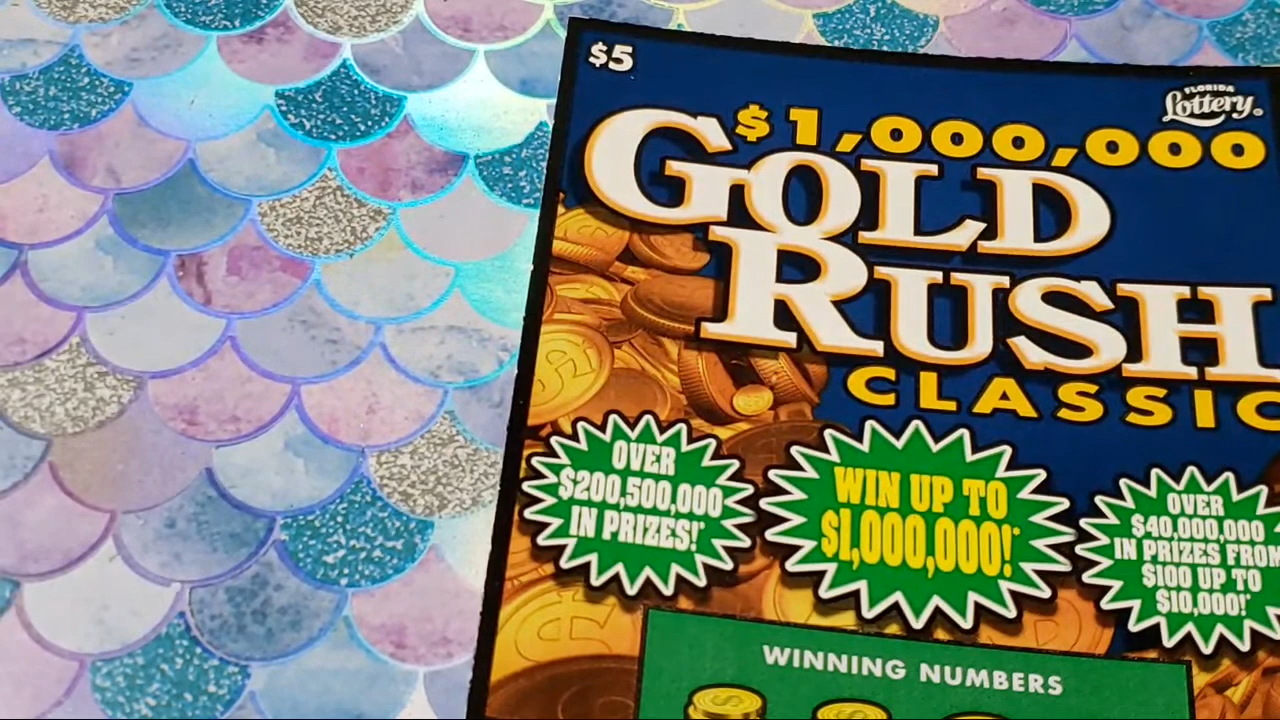 $5
FLORIDA
Lottery®
$1,000,000
GOLD
RUSH
CLASSIC
OVER
$200,500,000
IN PRIZES!*
WIN UP TO
$1,000,000!*
OVER
$40,000,000
IN PRIZES FROM
$100 UP TO
$10,000!*
WINNING NUMBERS